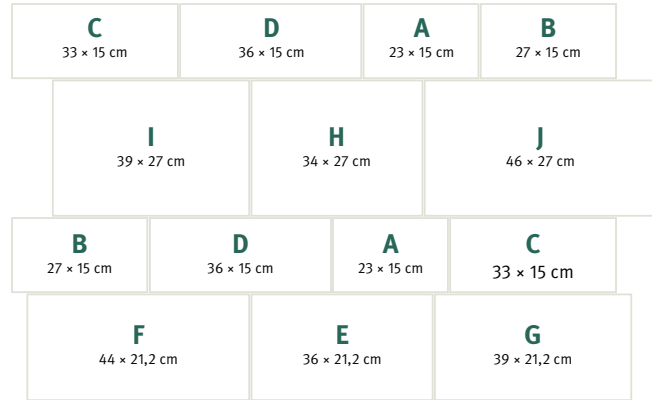 C
33 × 15 cm
D
36 × 15 cm
A
23 × 15 cm
B
27 × 15 cm
I
39 × 27 cm
H
34 × 27 cm
J
46 × 27 cm
B
27 × 15 cm
D
36 × 15 cm
A
23 × 15 cm
C
33 × 15 cm
F
44 × 21,2 cm
E
36 × 21,2 cm
G
39 × 21,2 cm